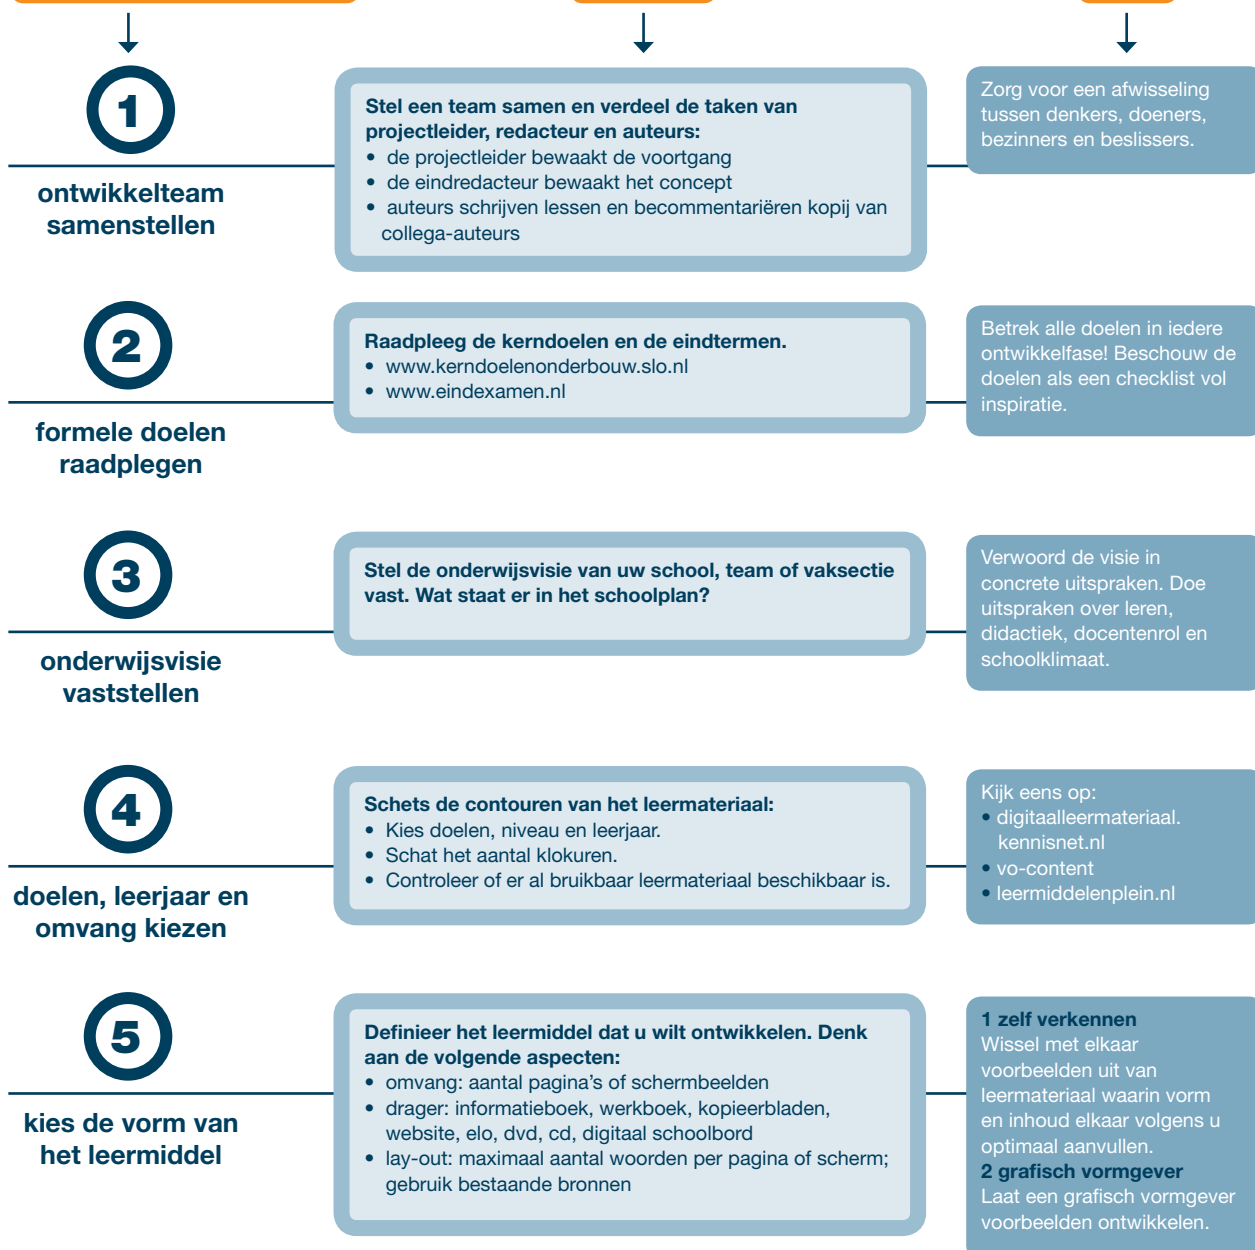 1
ontwikkelteam
samenstellen
Stel een team samen en verdeel de taken van
projectleider, redacteur en auteurs:
• de projectleider bewaakt de voortgang
• de eindredacteur bewaakt het concept
• auteurs schrijven lessen en becommentariëren kopij van
collega-auteurs
Zorg voor een afwisseling
tussen denkers, doeners,
bezinners en beslissers.
2
formele doelen
raadplegen
Raadpleeg de kerndoelen en de eindtermen.
• www.kerndoelenonderbouw.slo.nl
• www.eindexamen.nl
Betrek alle doelen in iedere
ontwikkelfase! Beschouw de
doelen als een checklist vol
inspiratie.
3
onderwijsvisie
vaststellen
Stel de onderwijsvisie van uw school, team of vaksectie
vast. Wat staat er in het schoolplan?
Verwoord de visie in
concrete uitspraken. Doe
uitspraken over leren,
didactiek, docentenrol en
schoolklimaat.
4
doelen, leerjaar en
omvang kiezen
Schets de contouren van het leermateriaal:
• Kies doelen, niveau en leerjaar.
• Schat het aantal klokuren.
• Controleer of er al bruikbaar leermateriaal beschikbaar is.
Kijk eens op:
• digitaalleermateriaal.
kennisnet.nl
• vo-content
• leermiddelenplein.nl
5
kies de vorm van
het leermiddel
Definieer het leermiddel dat u wilt ontwikkelen. Denk
aan de volgende aspecten:
• omvang: aantal pagina's of schermbeelden
• drager: informatieboek, werkboek, kopieerbladen,
website, elo, dvd, cd, digitaal schoolbord
• lay-out: maximaal aantal woorden per pagina of scherm;
gebruik bestaande bronnen
1 zelf verkennen
Wissel met elkaar
voorbeelden uit van
leermateriaal waarin vorm
en inhoud elkaar volgens u
optimaal aanvullen.
2 grafisch vormgever
Laat een grafisch vormgever
voorbeelden ontwikkelen.